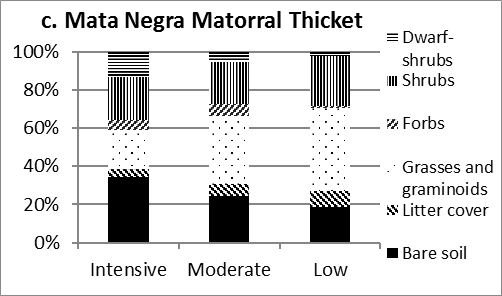 c. Mata Negra Matorral Thicket
100%
80%
60%
40%
20%
0%
Intensive
Moderate
Low
Dwarf-
shrubs
Shrubs
Forbs
Grasses and
graminoids
Litter cover
Bare soil